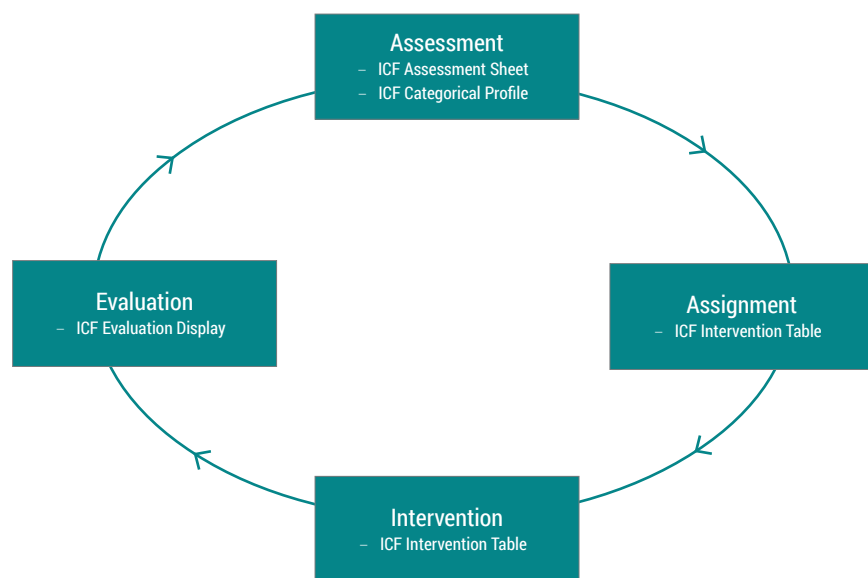 Assessment
– ICF Assessment Sheet
– ICF Categorical Profile
Assignment
– ICF Intervention Table
Intervention
– ICF Intervention Table
Evaluation
– ICF Evaluation Display